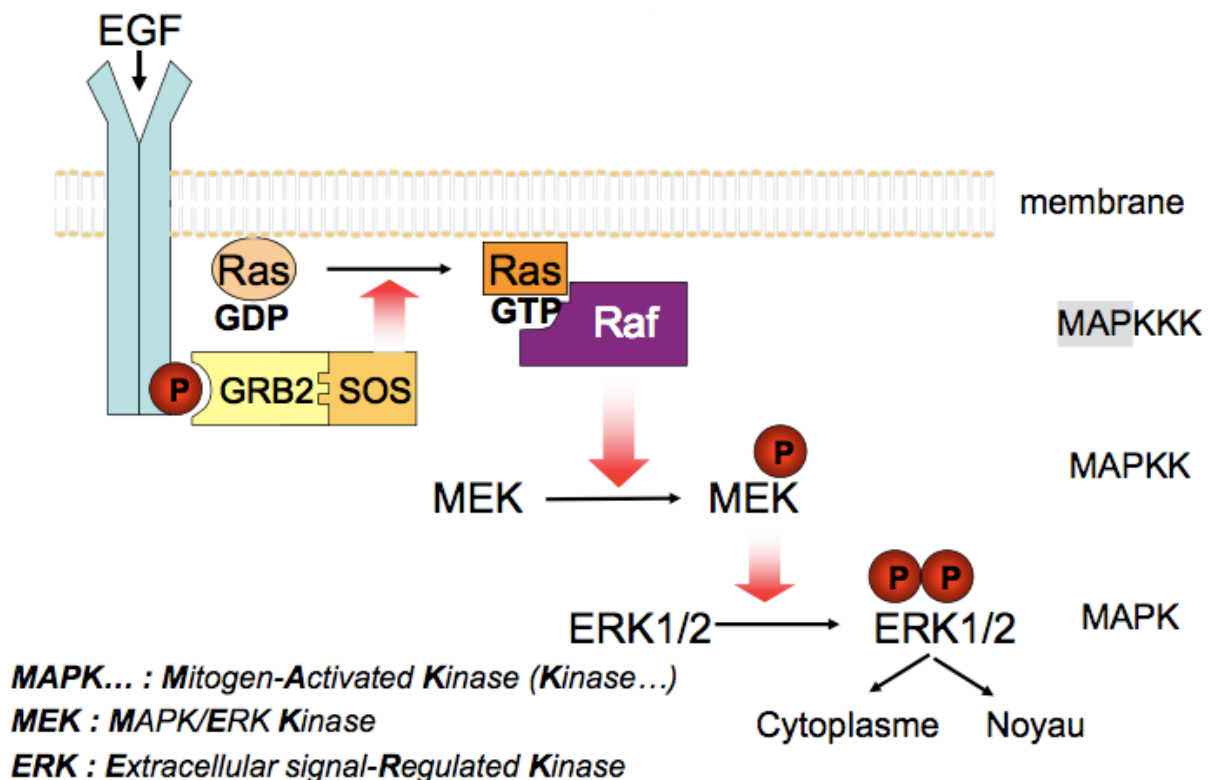 EGF
membrane
Ras
GDP
Ras
GTP
Raf
MAPKKK
P
GRB2
SOS
P
MEK
MEK
MAPKK
P P
ERK1/2
ERK1/2
MAPK
MAPK... : Mitogen-Activated Kinase (Kinase...)
MEK : MAPK/ERK Kinase
ERK : Extracellular signal-Regulated Kinase
Cytoplasme
Noyau